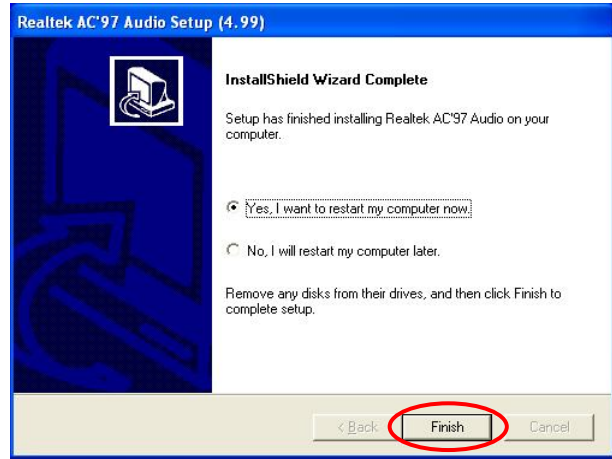 Realtek AC'97 Audio Setup (4.99)
InstallShield Wizard Complete
Setup has finished installing Realtek AC'97 Audio on your
computer.
Yes, I want to restart my computer now.
No, I will restart my computer later.
Remove any disks from their drives, and then click Finish to
complete setup.
< Back Finish Cancel